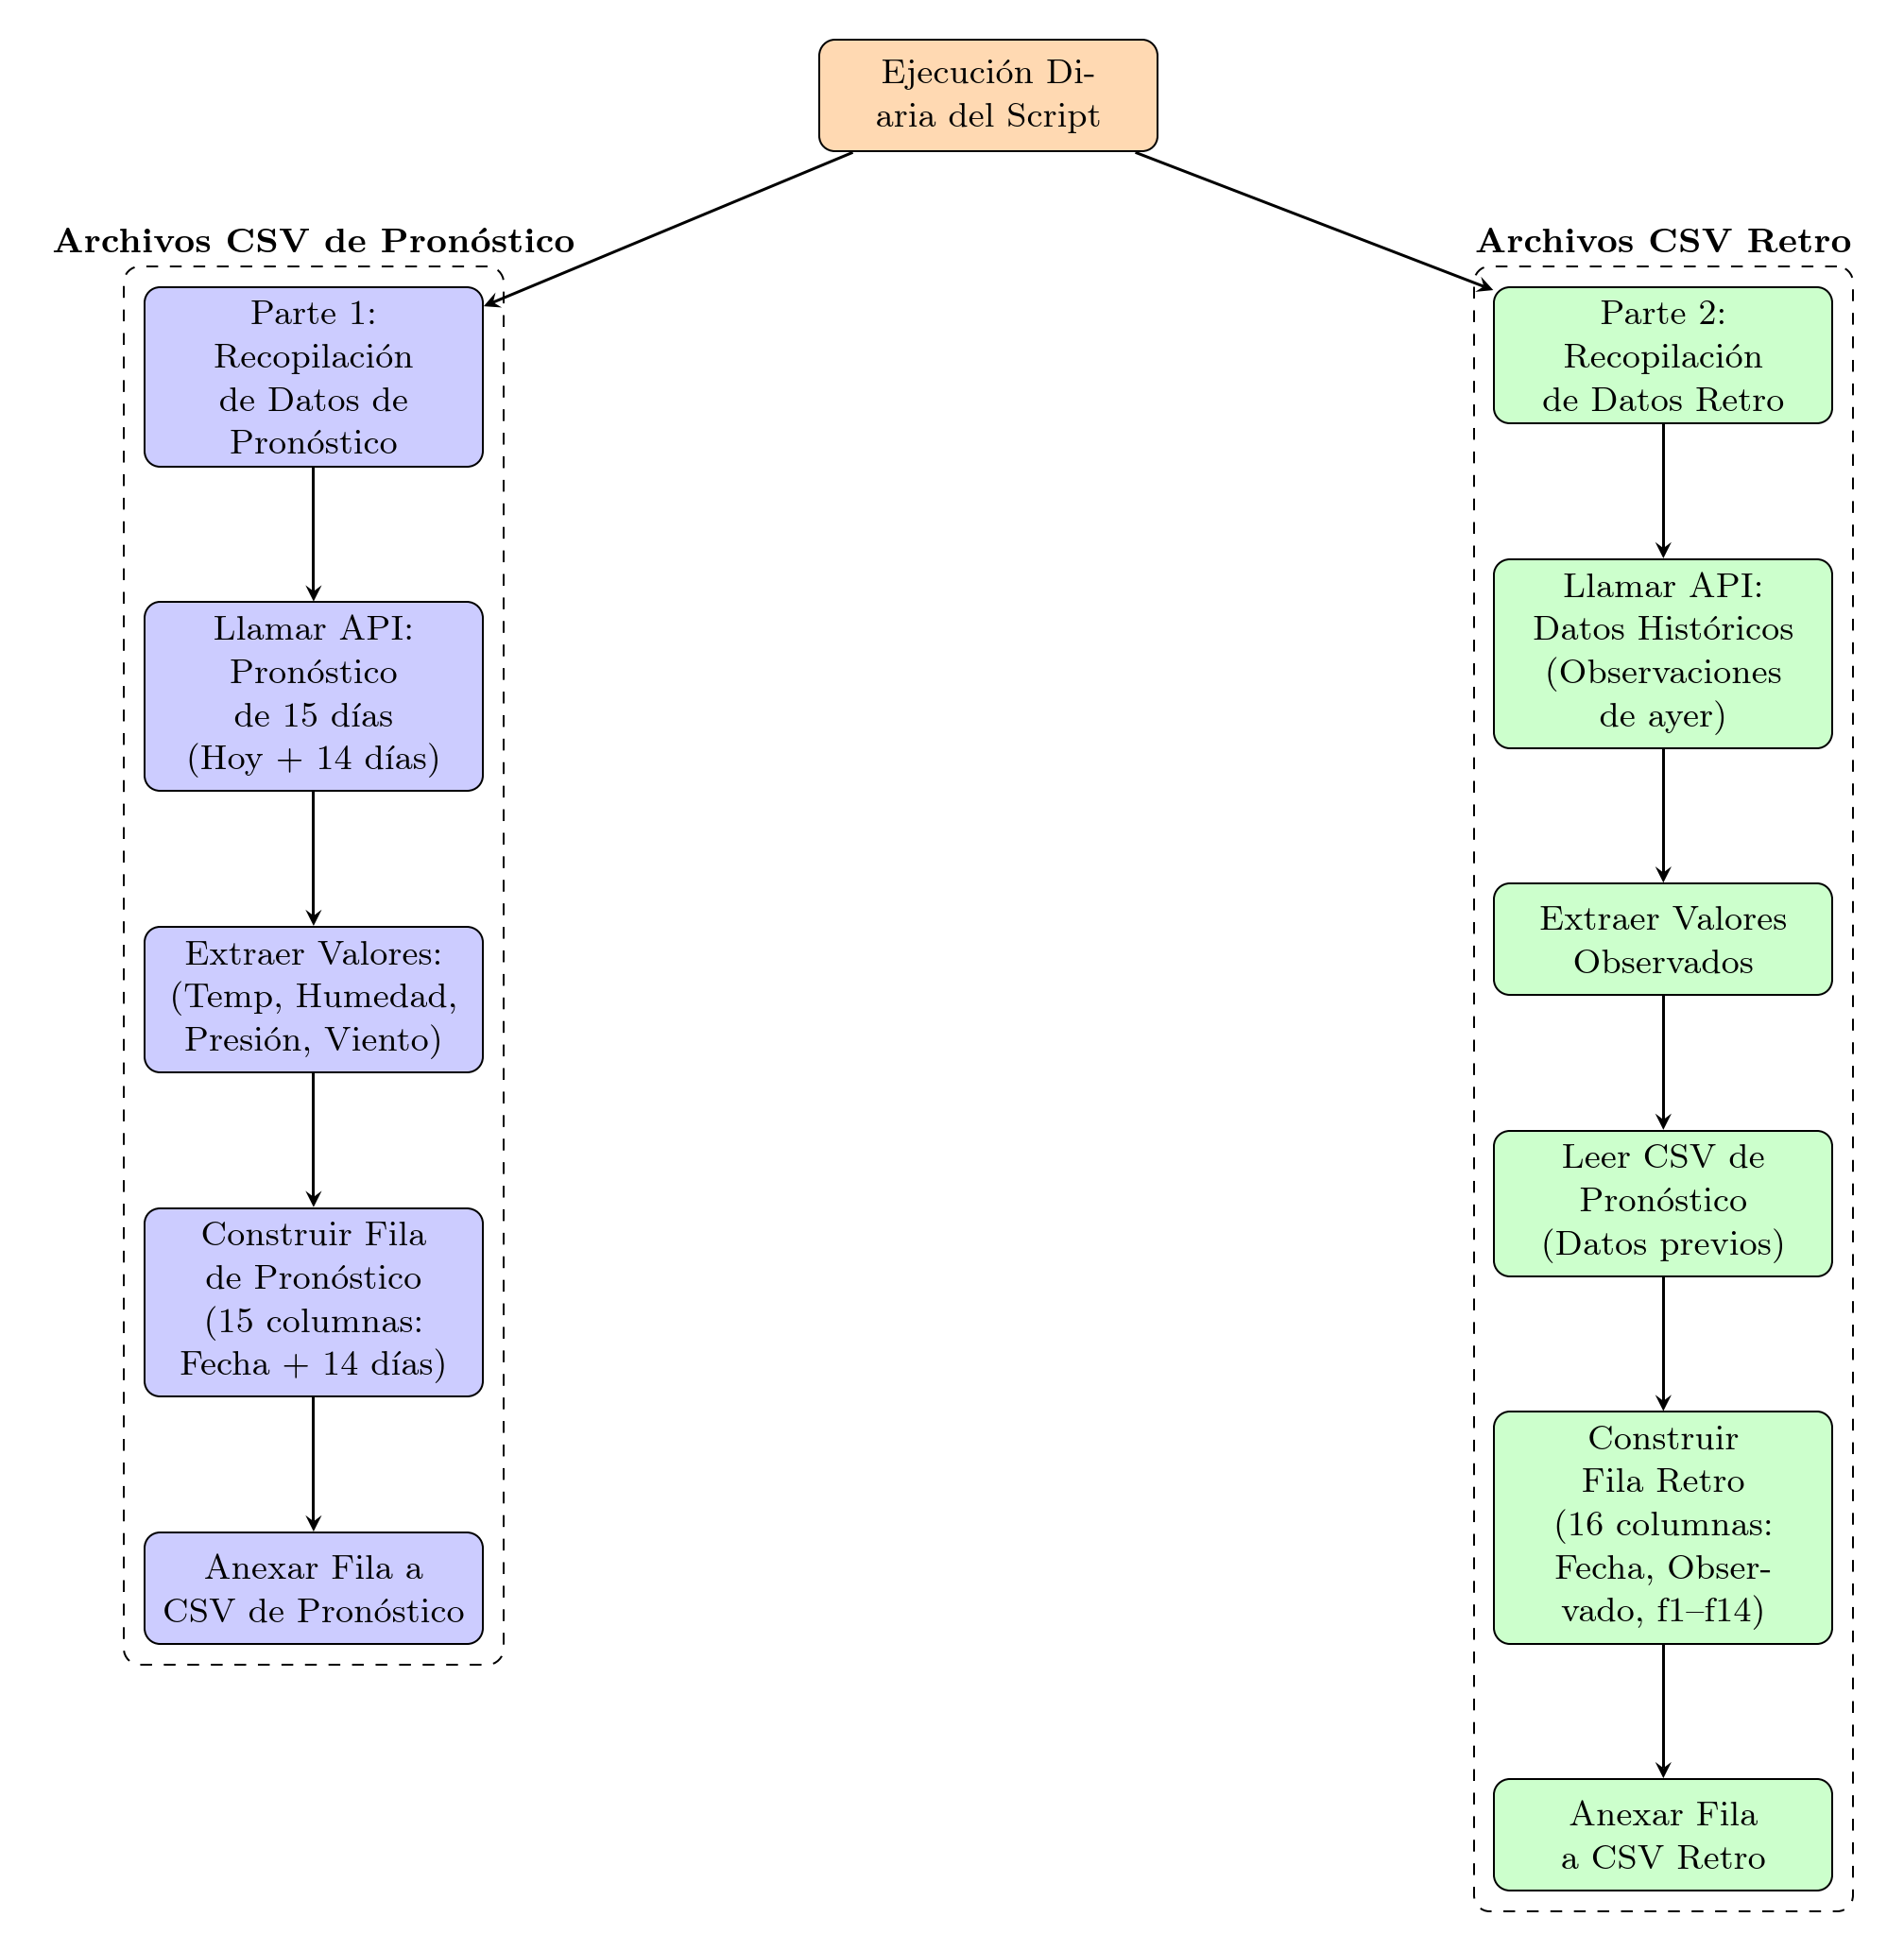 Ejecución Di-
aria del Script
Archivos CSV de Pronóstico
Parte 1:
Recopilación
de Datos de
Pronóstico
Llamar API:
Pronóstico
de 15 días
(Hoy + 14 días)
Extraer Valores:
(Temp, Humedad,
Presión, Viento)
Construir Fila
de Pronóstico
(15 columnas:
Fecha + 14 días)
Anexar Fila a
CSV de Pronóstico
Archivos CSV Retro
Parte 2:
Recopilación
de Datos Retro
Llamar API:
Datos Históricos
(Observaciones
de ayer)
Extraer Valores
Observados
Leer CSV de
Pronóstico
(Datos previos)
Construir
Fila Retro
(16 columnas:
Fecha, Obser-
vado, f1–f14)
Anexar Fila
a CSV Retro